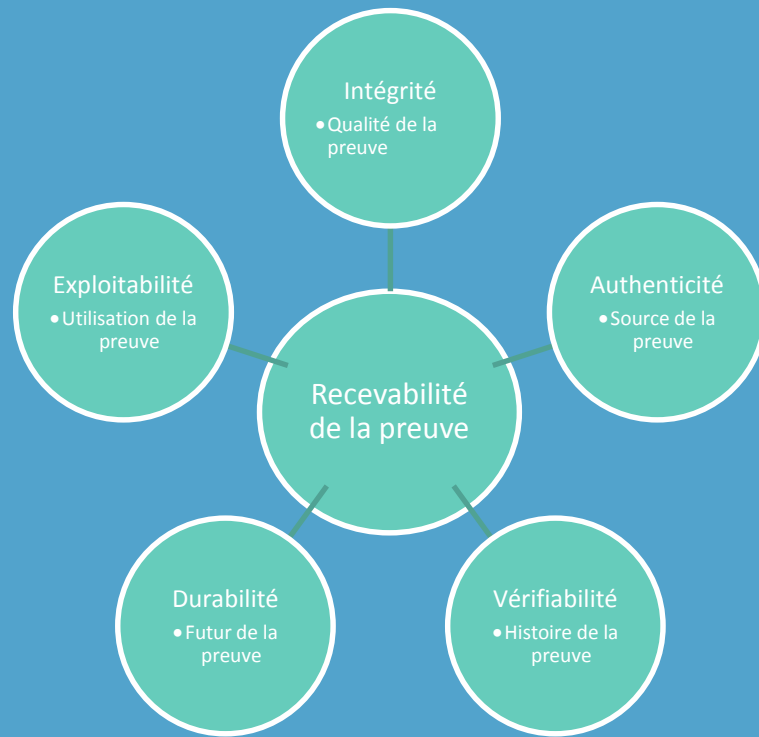 Intégrité
•Qualité de la
preuve
Exploitabilité
•Utilisation de la
preuve
Authenticité
•Source de la
preuve
Recevabilité
de la preuve
Durabilité
•Futur de la
preuve
Vérifiabilité
•Histoire de la
preuve